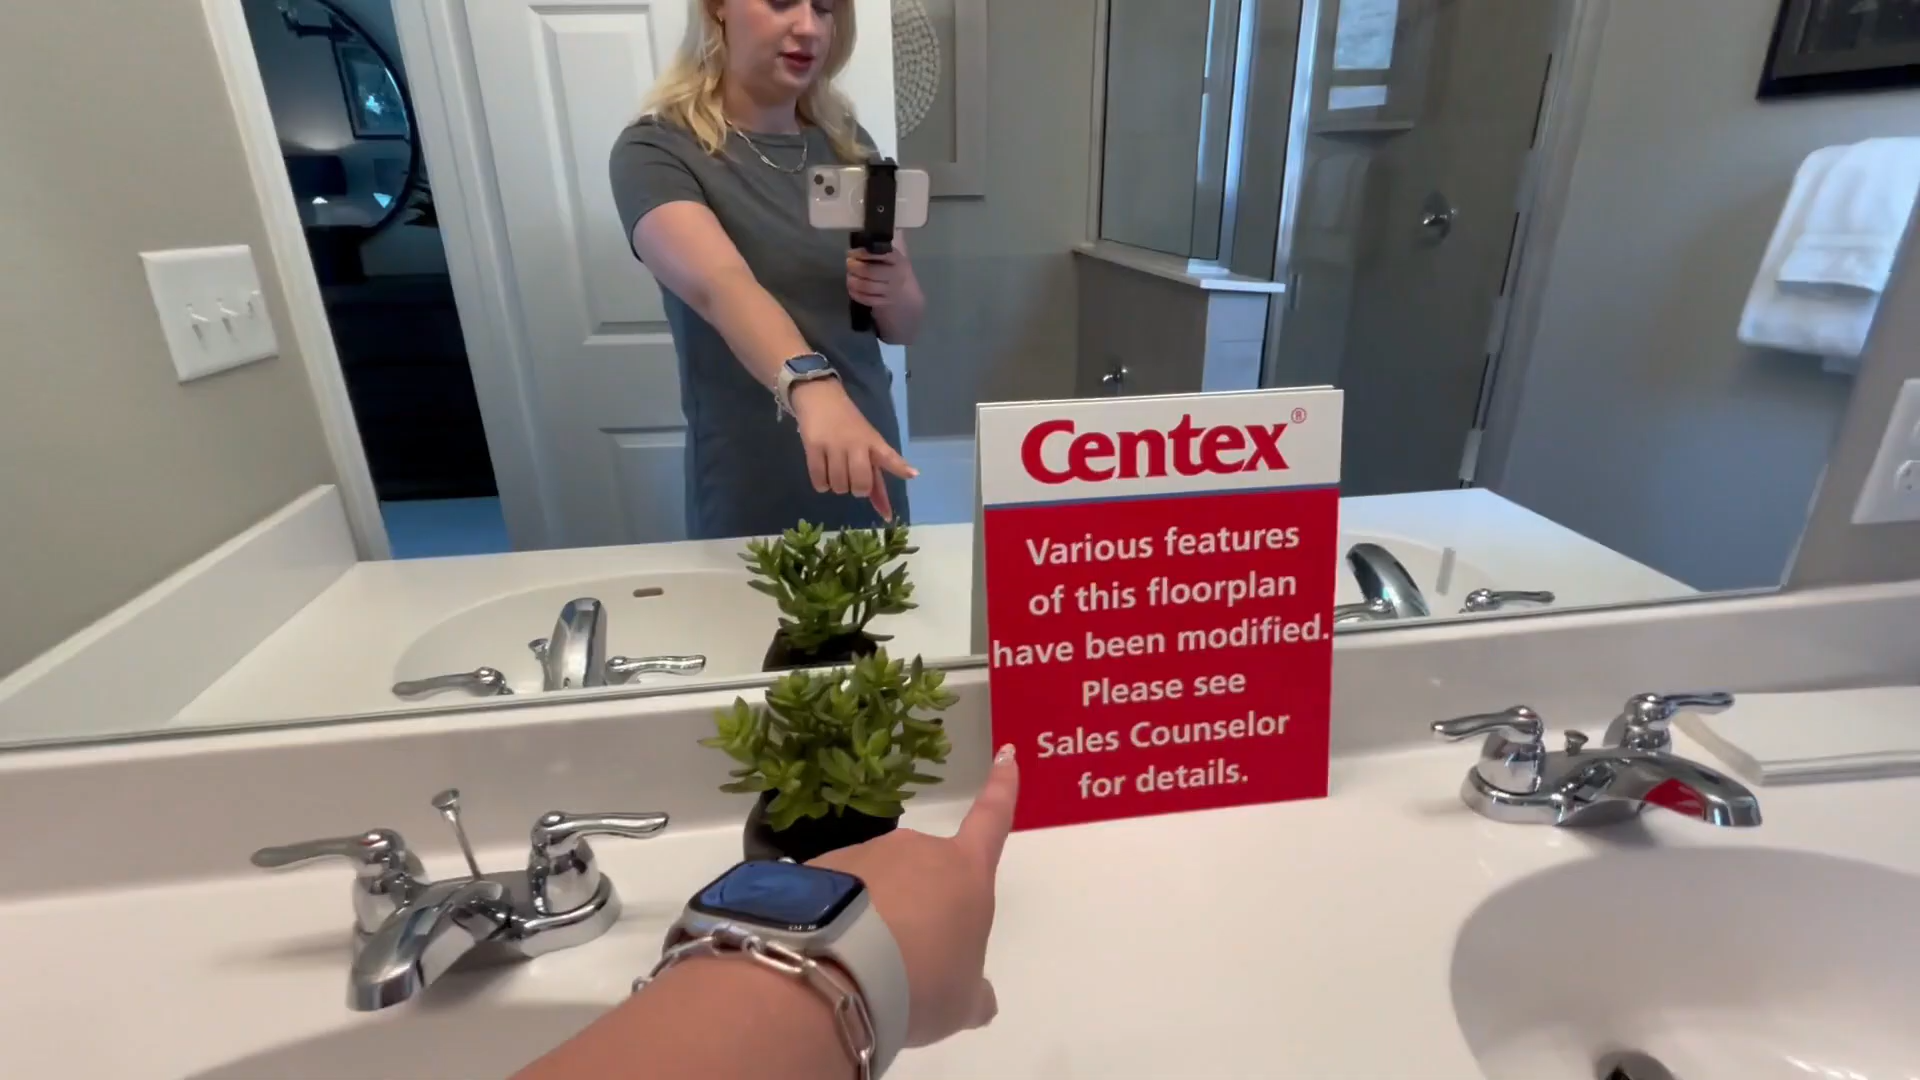 Centex®
Various features
of this floorplan
have been modified.
Please see
Sales Counselor
for details.